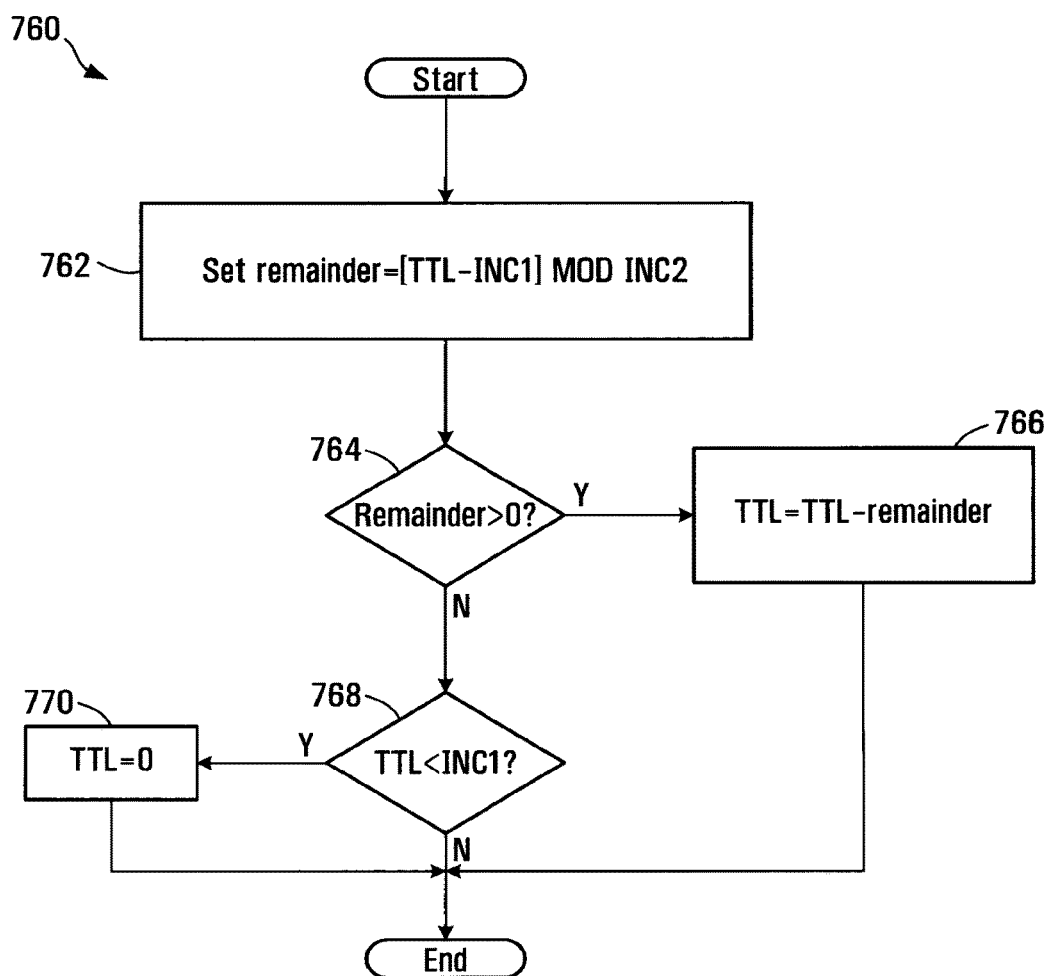 760
Start
762
Set remainder=[TTL-INC1] MOD INC2
764
Remainder>0?
Y
766
TTL=TTL-remainder
N
770
TTL=0
Y
768
TTL<INC1?
N
End